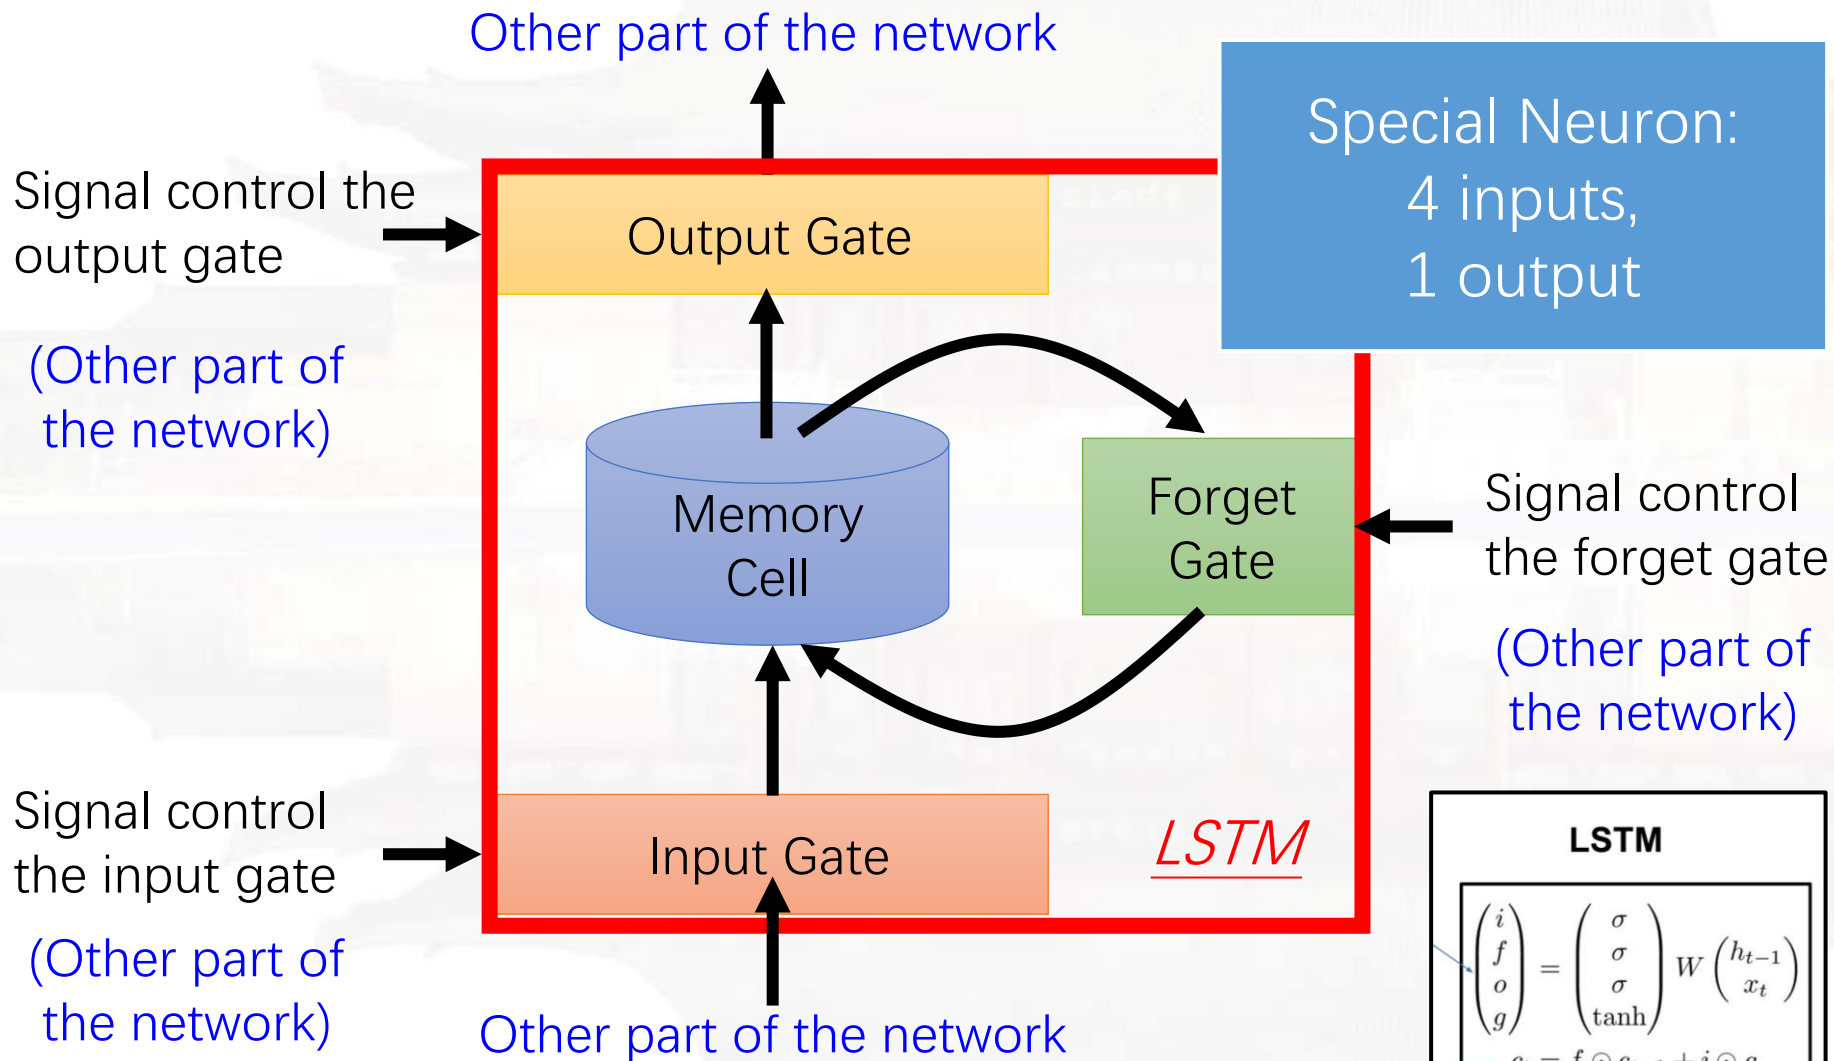 Other part of the network
Special Neuron:
4 inputs,
1 output
Signal control the
output gate
Output Gate
(Other part of
the network)
Memory
Cell
Forget
Gate
Signal control
the forget gate
(Other part of
the network)
Signal control
the input gate
Input Gate
LSTM
(Other part of
the network)
Other part of the network
LSTM
(i f o g) = (σ σ σ tanh) W (h_{t-1} x_t)